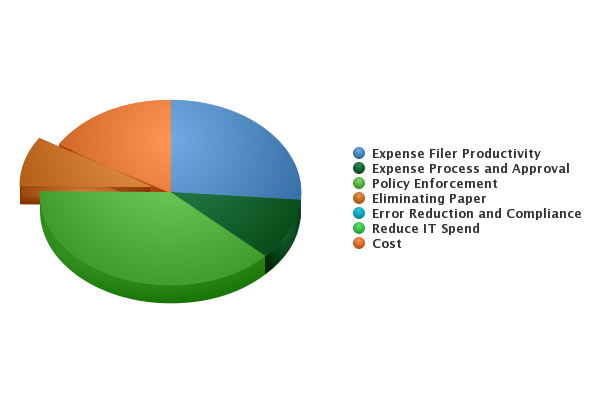 Expense Filer Productivity
Expense Process and Approval
Policy Enforcement
Eliminating Paper
Error Reduction and Compliance
Reduce IT Spend
Cost